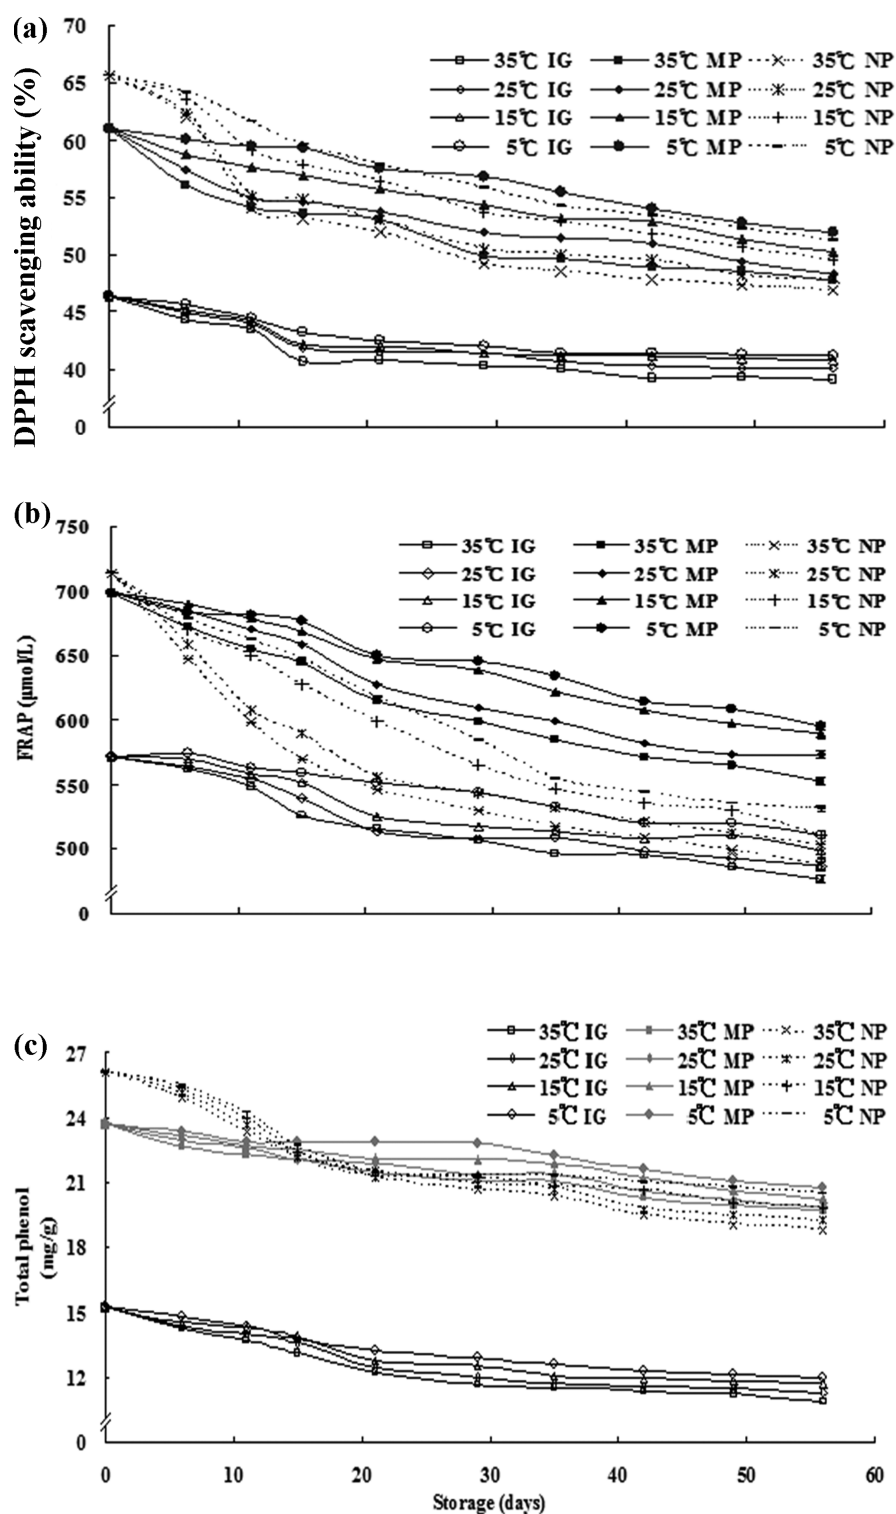 (a)
DPPH scavenging ability (%)
70
65
60
55
50
45
40
0
35℃ IG 35℃ MP 35℃ NP
25℃ IG 25℃ MP 25℃ NP
15℃ IG 15℃ MP 15℃ NP
5℃ IG 5℃ MP 5℃ NP
(b)
FRAP (μmol/L)
750
700
650
600
550
500
0
35℃ IG 35℃ MP 35℃ NP
25℃ IG 25℃ MP 25℃ NP
15℃ IG 15℃ MP 15℃ NP
5℃ IG 5℃ MP 5℃ NP
(c)
Total phenol
(mg/g)
27
24
21
18
15
12
0
35℃ IG 35℃ MP 35℃ NP
25℃ IG 25℃ MP 25℃ NP
15℃ IG 15℃ MP 15℃ NP
5℃ IG 5℃ MP 5℃ NP
0 10 20 30 40 50 60
Storage (days)